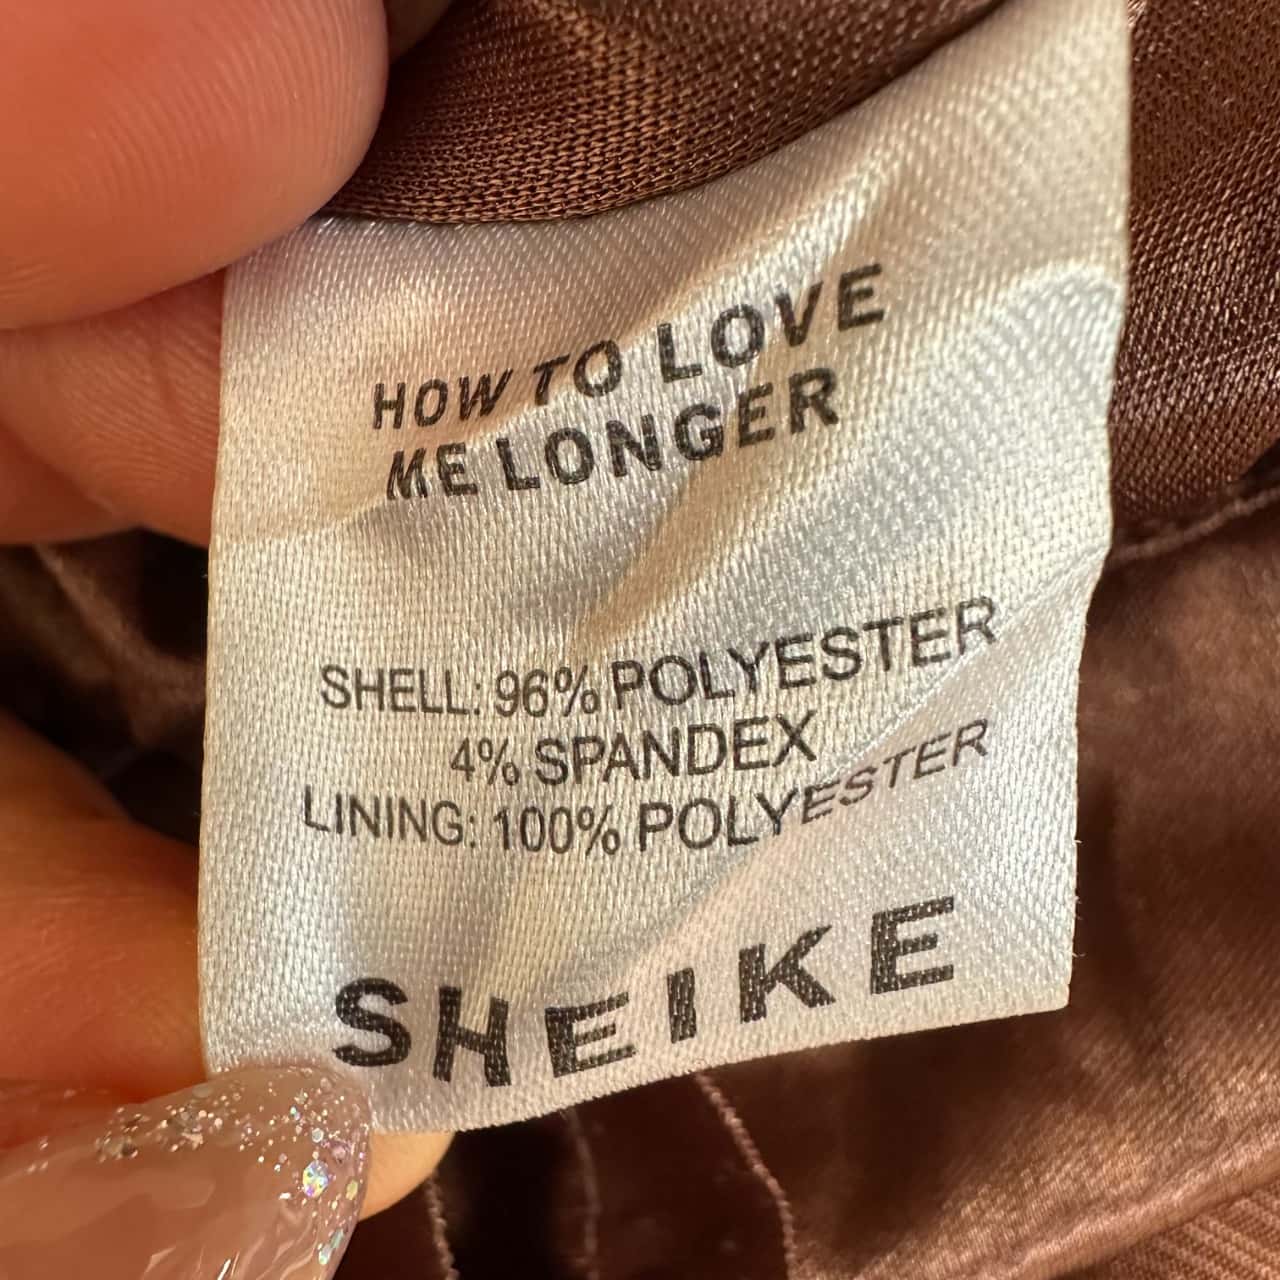 HOW TO LOVE
ME LONGER
SHELL: 96% POLYESTER
4% SPANDEX
LINING: 100% POLYESTER
SHEIKE